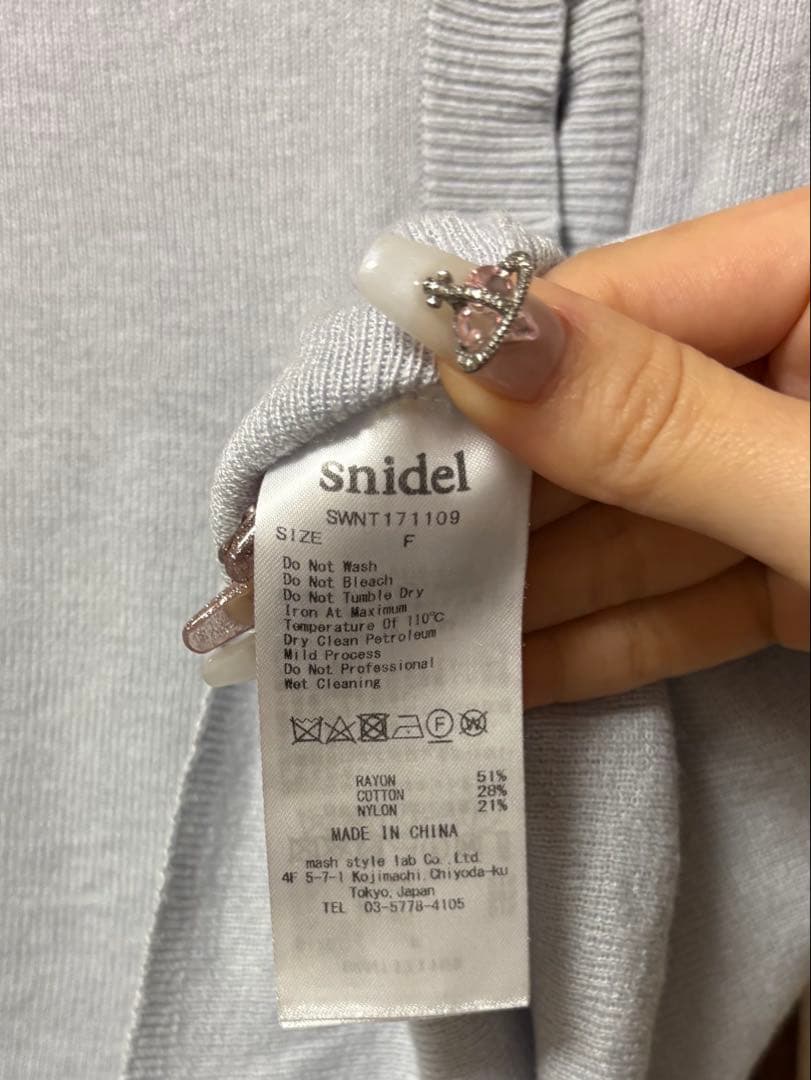 snidel
SWNT171109
SIZE F
Do Not Wash
Do Not Bleach
Do Not Tumble Dry
Iron At Maximum
Temperature Of 110℃
Dry Clean Petroleum
Mild Process
Do Not Professional
Wet Cleaning
F W
RAYON 51%
COTTON 28%
NYLON 21%
MADE IN CHINA
mash style lab Co.,Ltd.
4F 5-7-1 Kojimachi,Chiyoda-ku
Tokyo,Japan
TEL 03-5778-4105